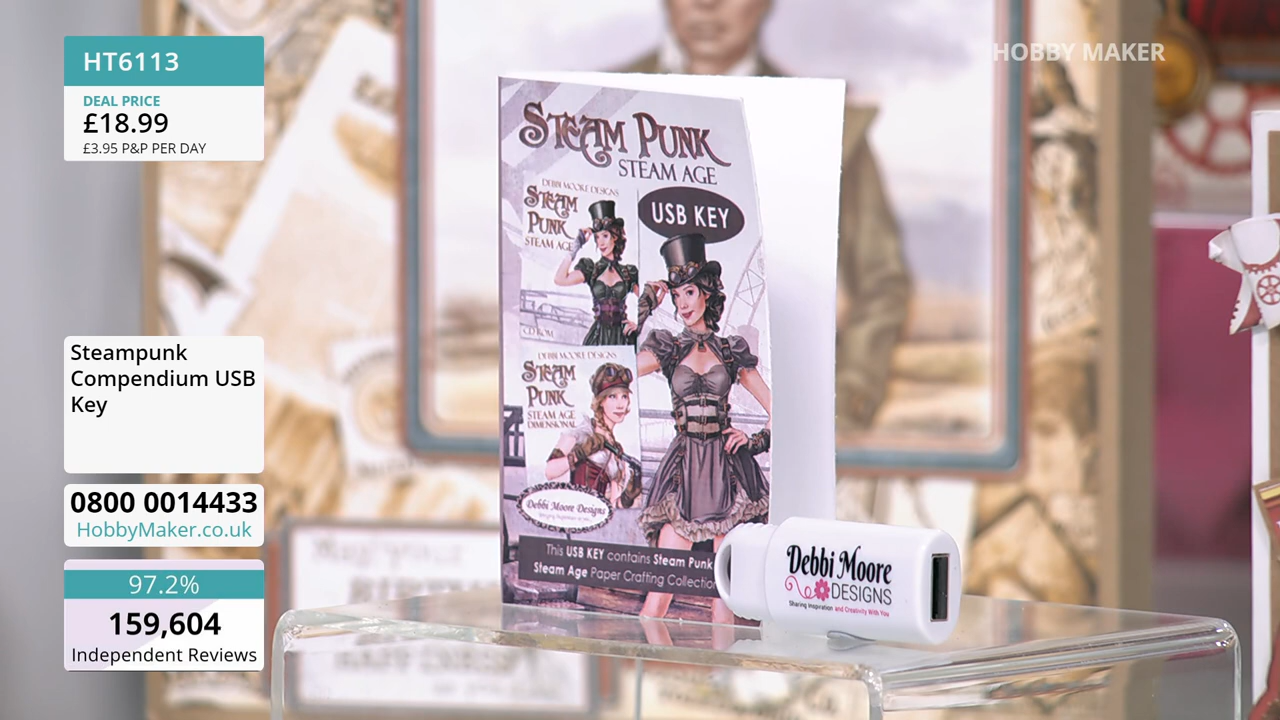 HT6113
DEAL PRICE
£18.99
£3.95 P&P PER DAY
Steampunk
Compendium USB
Key
0800 0014433
HobbyMaker.co.uk
97.2%
159,604
Independent Reviews
HOBBY MAKER
STEAM PUNK
STEAM AGE
USB KEY
DEBBI MOORE DESIGNS
STEAM
PUNK
STEAM AGE
CD ROM
DEBBI MOORE DESIGNS
STEAM
PUNK
STEAM AGE
DIMENSIONAL
Debbi Moore Designs
This USB KEY contains Steam Punk
Steam Age Paper Crafting Collection
Debbi Moore
DESIGNS
Sharing Inspiration and Creativity With You